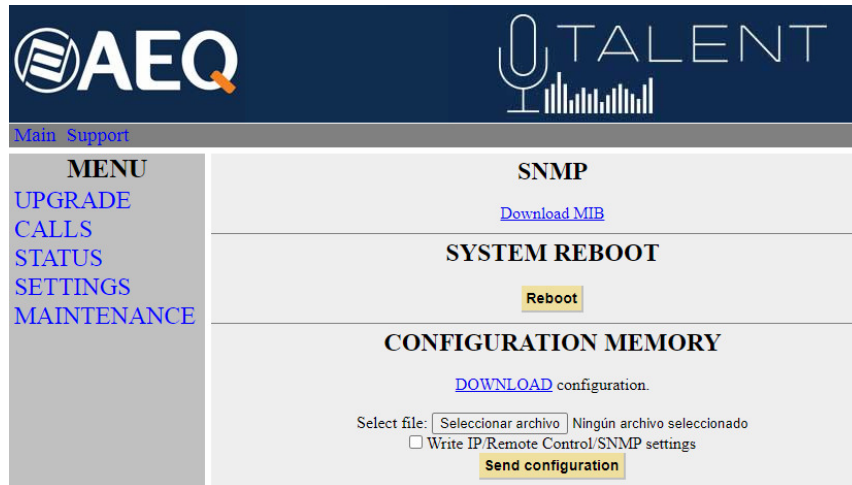 AEQ
TALENT
Main Support
MENU
UPGRADE
CALLS
STATUS
SETTINGS
MAINTENANCE
SNMP
Download MIB
SYSTEM REBOOT
Reboot
CONFIGURATION MEMORY
DOWNLOAD configuration.
Select file: Seleccionar archivo Ningún archivo seleccionado
Write IP/Remote Control/SNMP settings
Send configuration